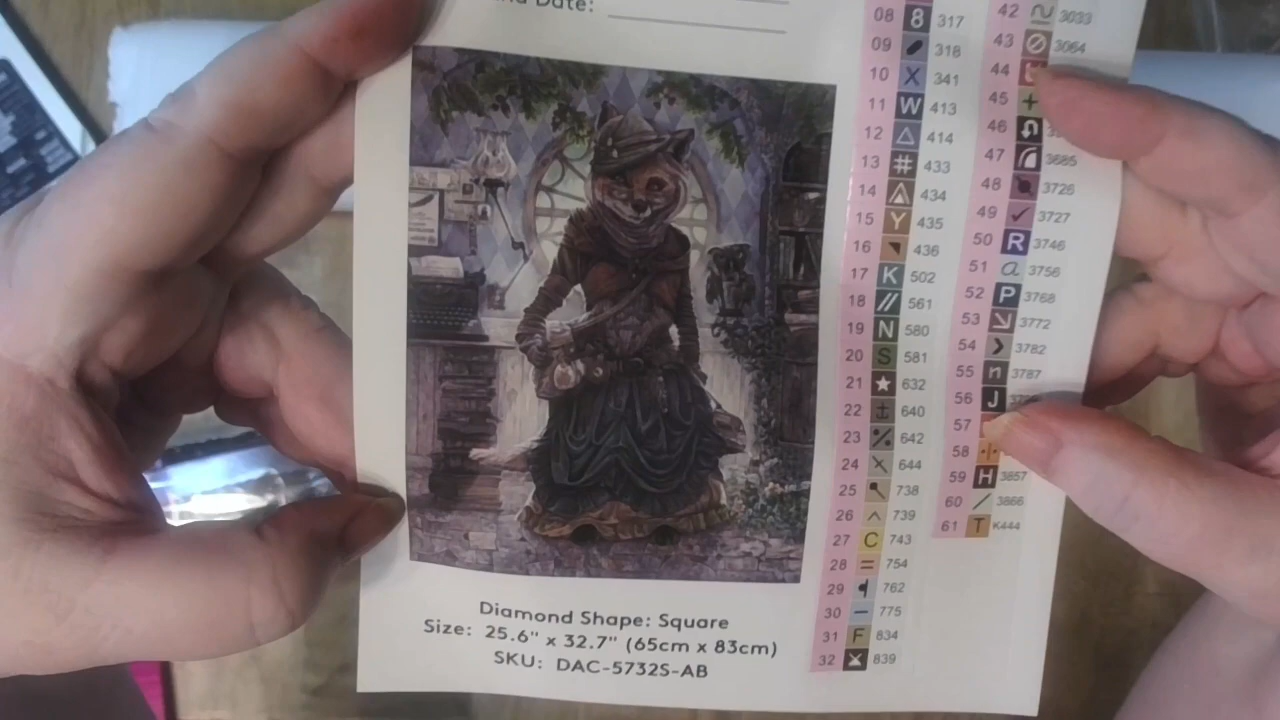 Date:
08 8 317
09 318
10 X 341
11 W 413
12 △ 414
13 # 433
14 434
15 Y 435
16 436
17 K 502
18 // 561
19 N 580
20 S 581
21 ★ 632
22 ⚓ 640
23 642
24 644
25 738
26 ^ 739
27 C 743
28 = 754
29 762
30 – 775
31 F 834
32 839
42 3033
43 3064
44
45 +
46
47 3685
48 3726
49 ✓ 3727
50 R 3746
51 a 3756
52 P 3768
53 3772
54 > 3782
55 n 3787
56 J
57
58
59 H 3857
60 / 3866
61 T K444
Diamond Shape: Square
Size: 25.6" x 32.7" (65cm x 83cm)
SKU: DAC-5732S-AB